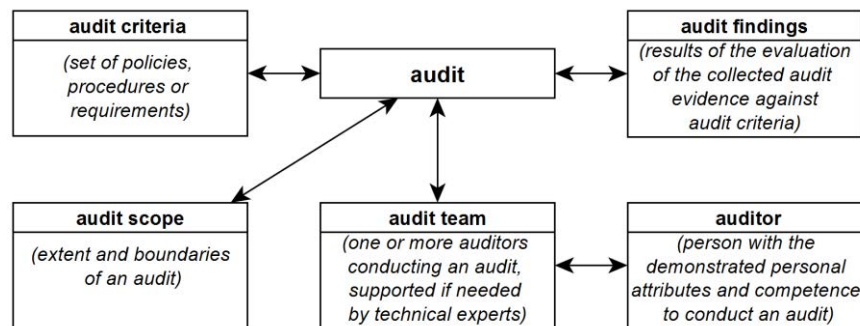 audit criteria
(set of policies,
procedures or
requirements)
audit
audit findings
(results of the evaluation
of the collected audit
evidence against
audit criteria)
audit scope
(extent and boundaries
of an audit)
audit team
(one or more auditors
conducting an audit,
supported if needed
by technical experts)
auditor
(person with the
demonstrated personal
attributes and competence
to conduct an audit)